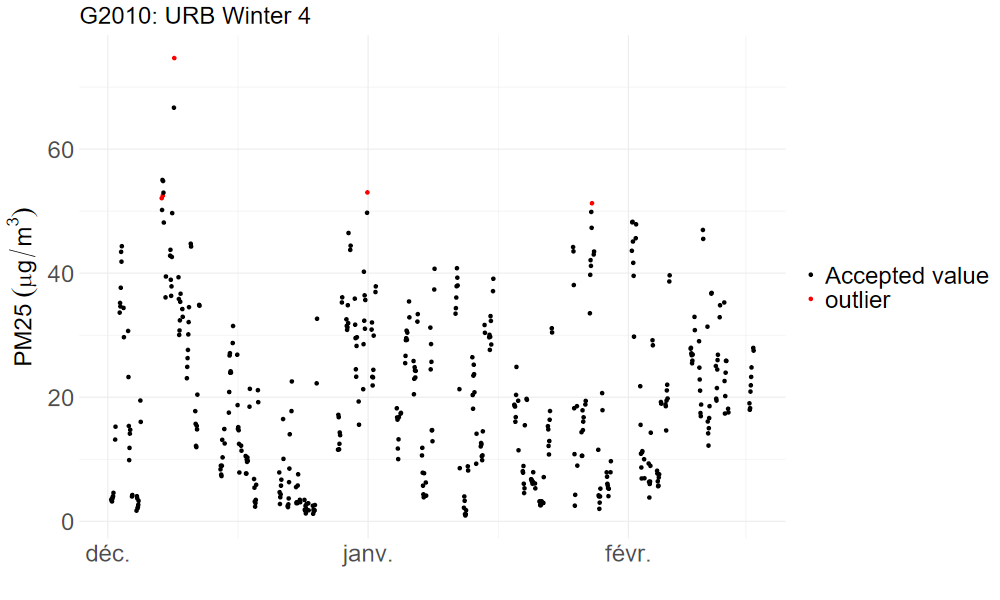 G2010: URB Winter 4
PM25 (μg/m³)
60
40
20
0
déc.
janv.
févr.
Accepted value
outlier